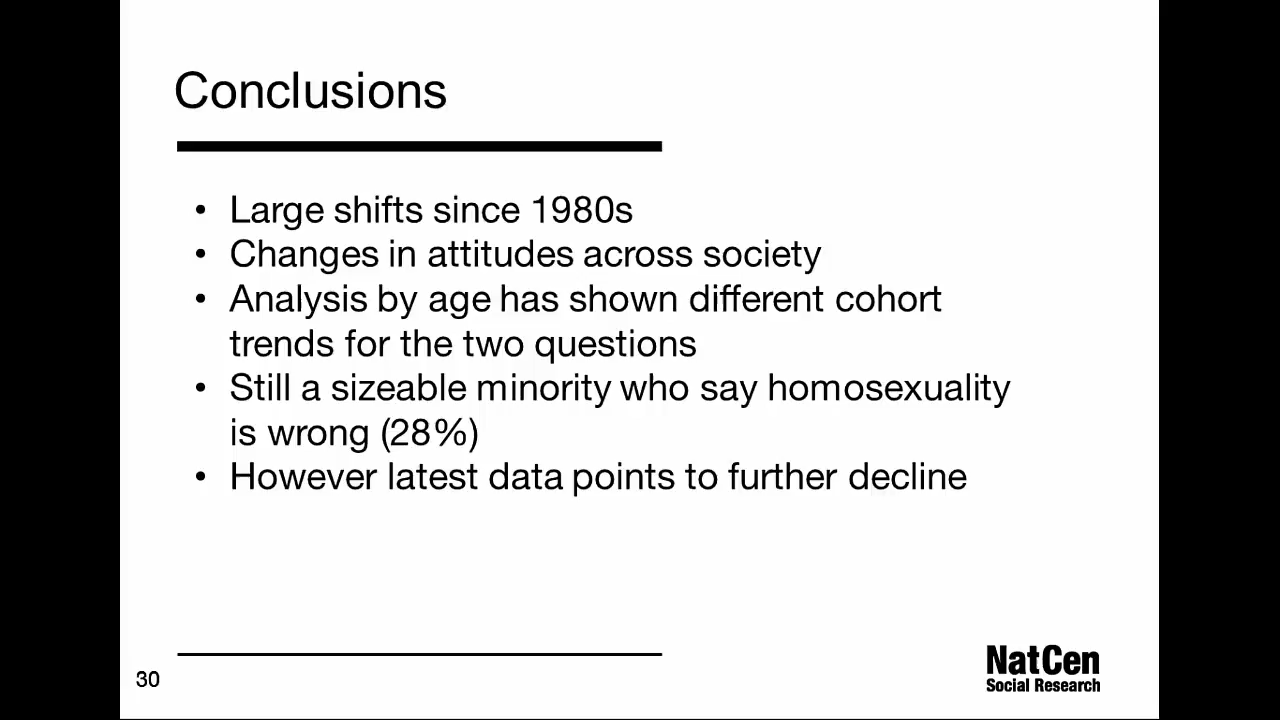 Conclusions
• Large shifts since 1980s
• Changes in attitudes across society
• Analysis by age has shown different cohort
trends for the two questions
• Still a sizeable minority who say homosexuality
is wrong (28%)
• However latest data points to further decline
30
NatCen
Social Research